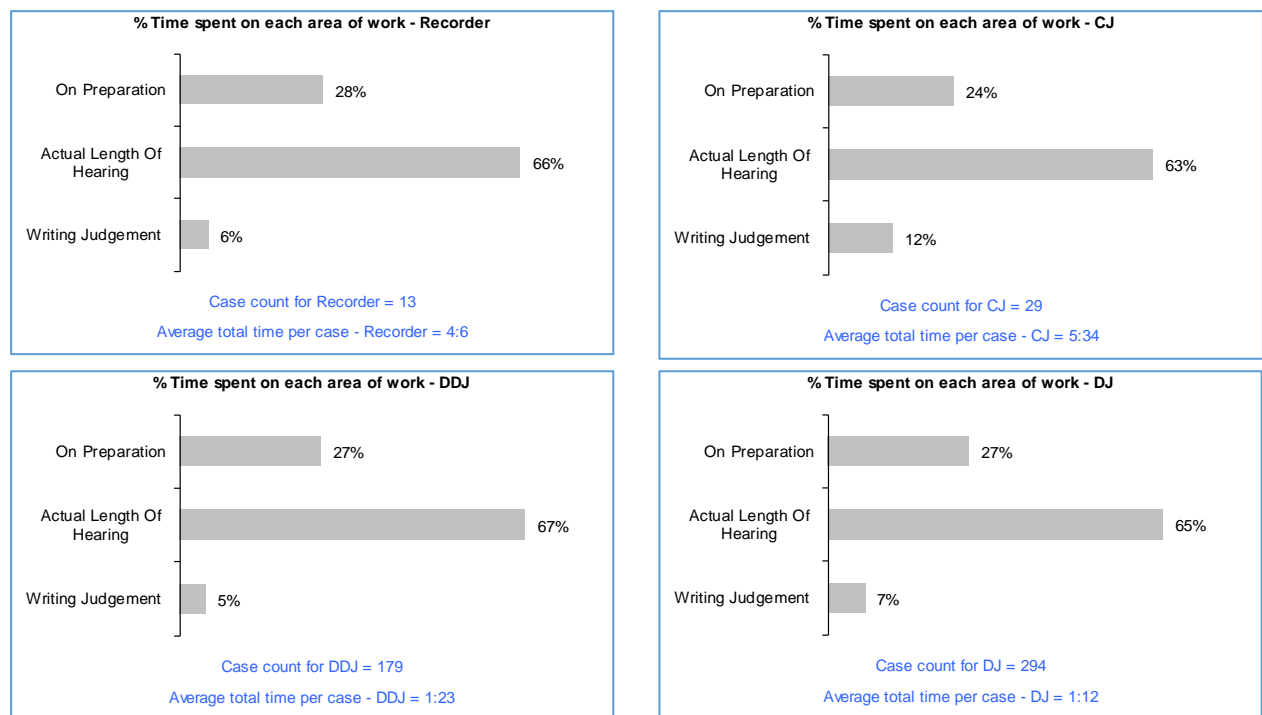 % Time spent on each area of work - Recorder
On Preparation
28%
Actual Length Of
Hearing
66%
Writing Judgement
6%
Case count for Recorder = 13
Average total time per case - Recorder = 4:6
% Time spent on each area of work - CJ
On Preparation
24%
Actual Length Of
Hearing
63%
Writing Judgement
12%
Case count for CJ = 29
Average total time per case - CJ = 5:34
% Time spent on each area of work - DDJ
On Preparation
27%
Actual Length Of
Hearing
67%
Writing Judgement
5%
Case count for DDJ = 179
Average total time per case - DDJ = 1:23
% Time spent on each area of work - DJ
On Preparation
27%
Actual Length Of
Hearing
65%
Writing Judgement
7%
Case count for DJ = 294
Average total time per case - DJ = 1:12